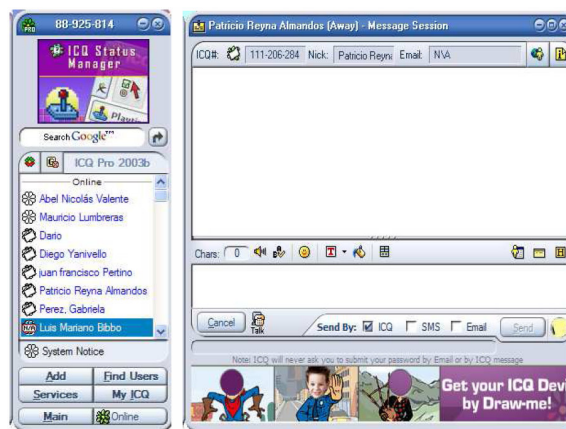 88-925-814
PRO
ICQ Status
Manager
Search Google™
ICQ Pro 2003b
Online
Abel Nicolás Valente
Mauricio Lumbreras
Dario
Diego Yanivello
juan francisco Pertino
Patricio Reyna Almandos
Perez, Gabriela
Luis Mariano Bibbo
System Notice
Add Find Users
Services My ICQ
Main Online
Patricio Reyna Almandos (Away) - Message Session
ICQ#: 111-206-284 Nick: Patricio Reyna Email: N\A
Chars: 0
Cancel Talk Send By: ICQ SMS Email Send
Note: ICQ will never ask you to submit your password by Email or by ICQ message
Get your ICQ Devi
by Draw-me!